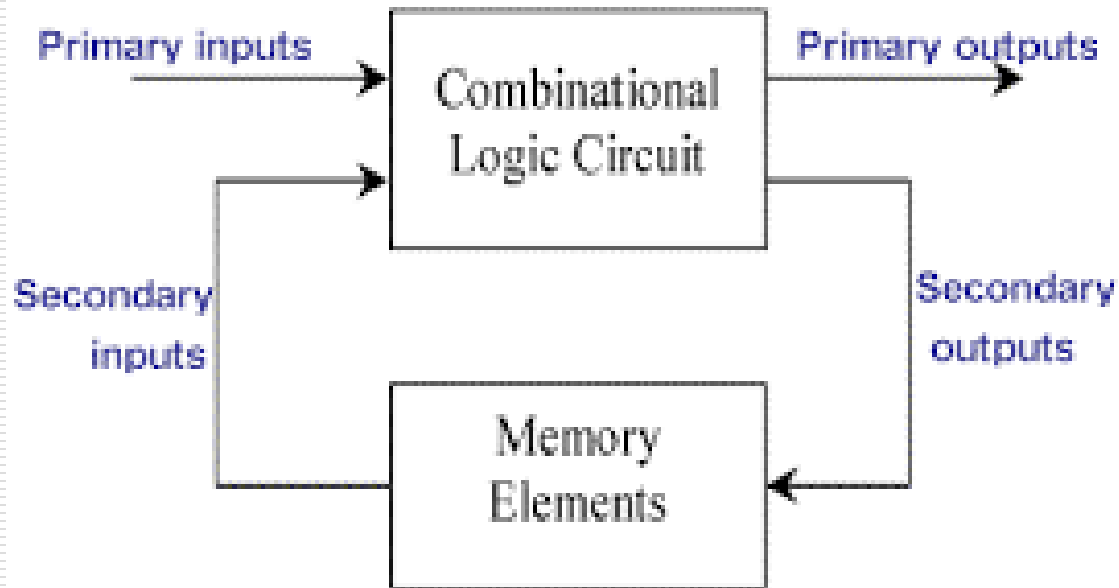 Primary inputs
Primary outputs
Combinational
Logic Circuit
Secondary
inputs
Secondary
outputs
Memory
Elements